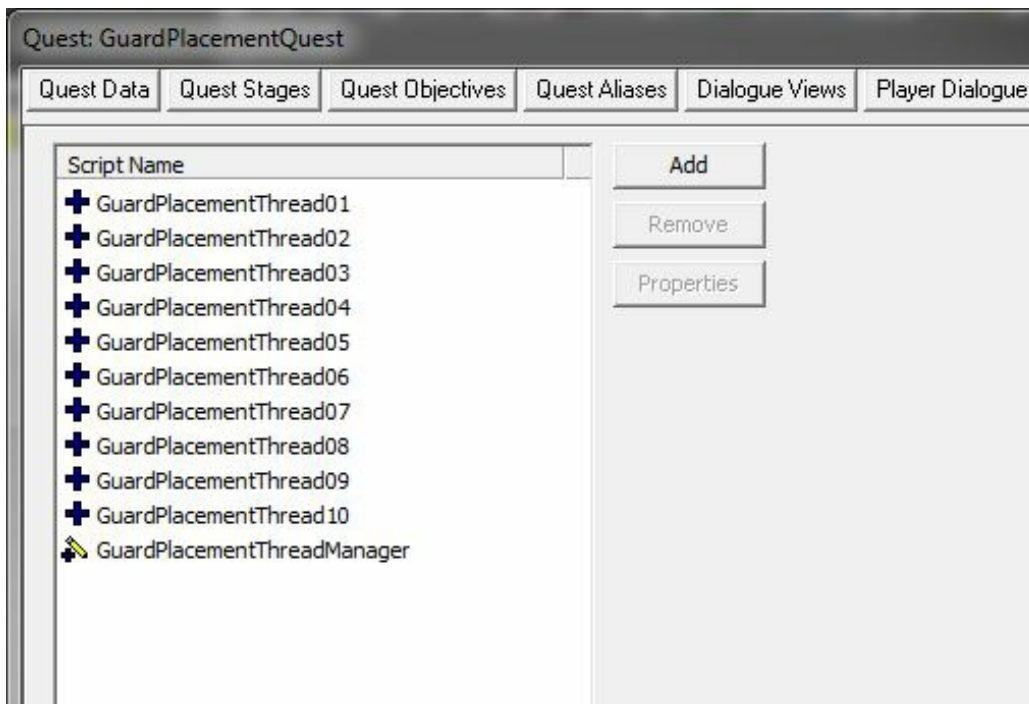 Quest: GuardPlacementQuest
Quest Data Quest Stages Quest Objectives Quest Aliases Dialogue Views Player Dialogue
Script Name
Add
GuardPlacementThread01
GuardPlacementThread02
Remove
GuardPlacementThread03
Properties
GuardPlacementThread04
GuardPlacementThread05
GuardPlacementThread06
GuardPlacementThread07
GuardPlacementThread08
GuardPlacementThread09
GuardPlacementThread10
GuardPlacementThreadManager